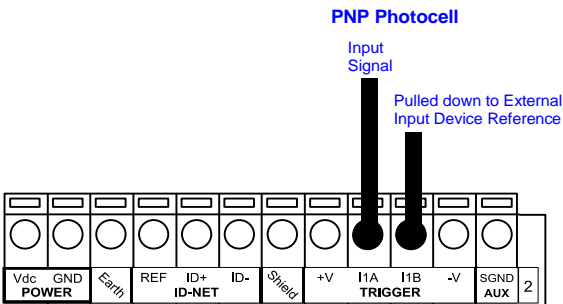 PNP Photocell
Input
Signal
Pulled down to External
Input Device Reference
Vdc GND Earth REF ID+ ID- Shield +V I1A I1B -V SGND 2
POWER ID-NET TRIGGER AUX